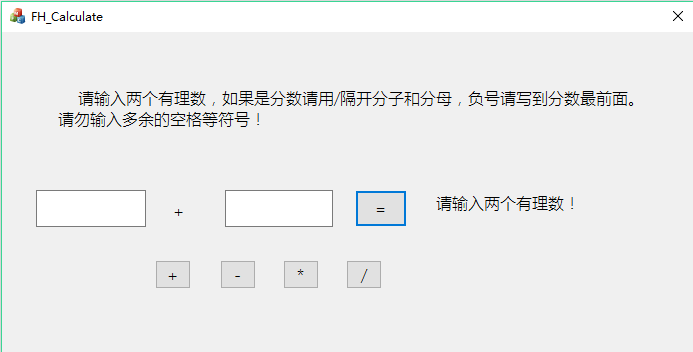 FH_Calculate
请输入两个有理数，如果是分数请用/隔开分子和分母，负号请写到分数最前面。
请勿输入多余的空格等符号！
+ = 请输入两个有理数！
+ - * /